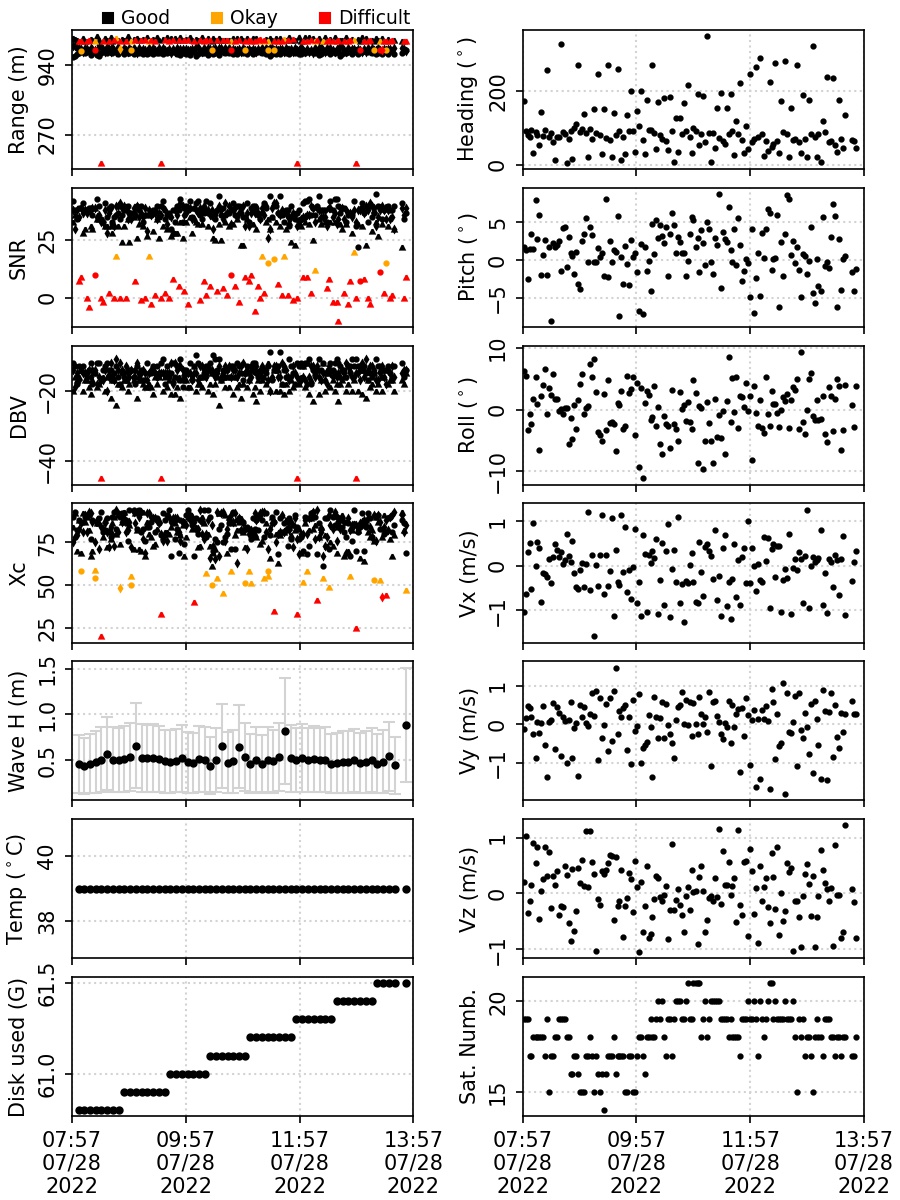 Good Okay Difficult
Range (m)
940
270
Heading (°)
200
0
SNR
25
0
Pitch (°)
5
0
−5
DBV
−20
−40
Roll (°)
10
0
−10
Xc
75
50
25
Vx (m/s)
1
0
−1
Wave H (m)
1.5
1.0
0.5
Vy (m/s)
1
0
−1
Temp (°C)
40
38
Vz (m/s)
1
0
−1
Disk used (G)
61.5
61.0
Sat. Numb.
20
15
07:57 09:57 11:57 13:57
07/28 07/28 07/28 07/28
2022 2022 2022 2022
07:57 09:57 11:57 13:57
07/28 07/28 07/28 07/28
2022 2022 2022 2022